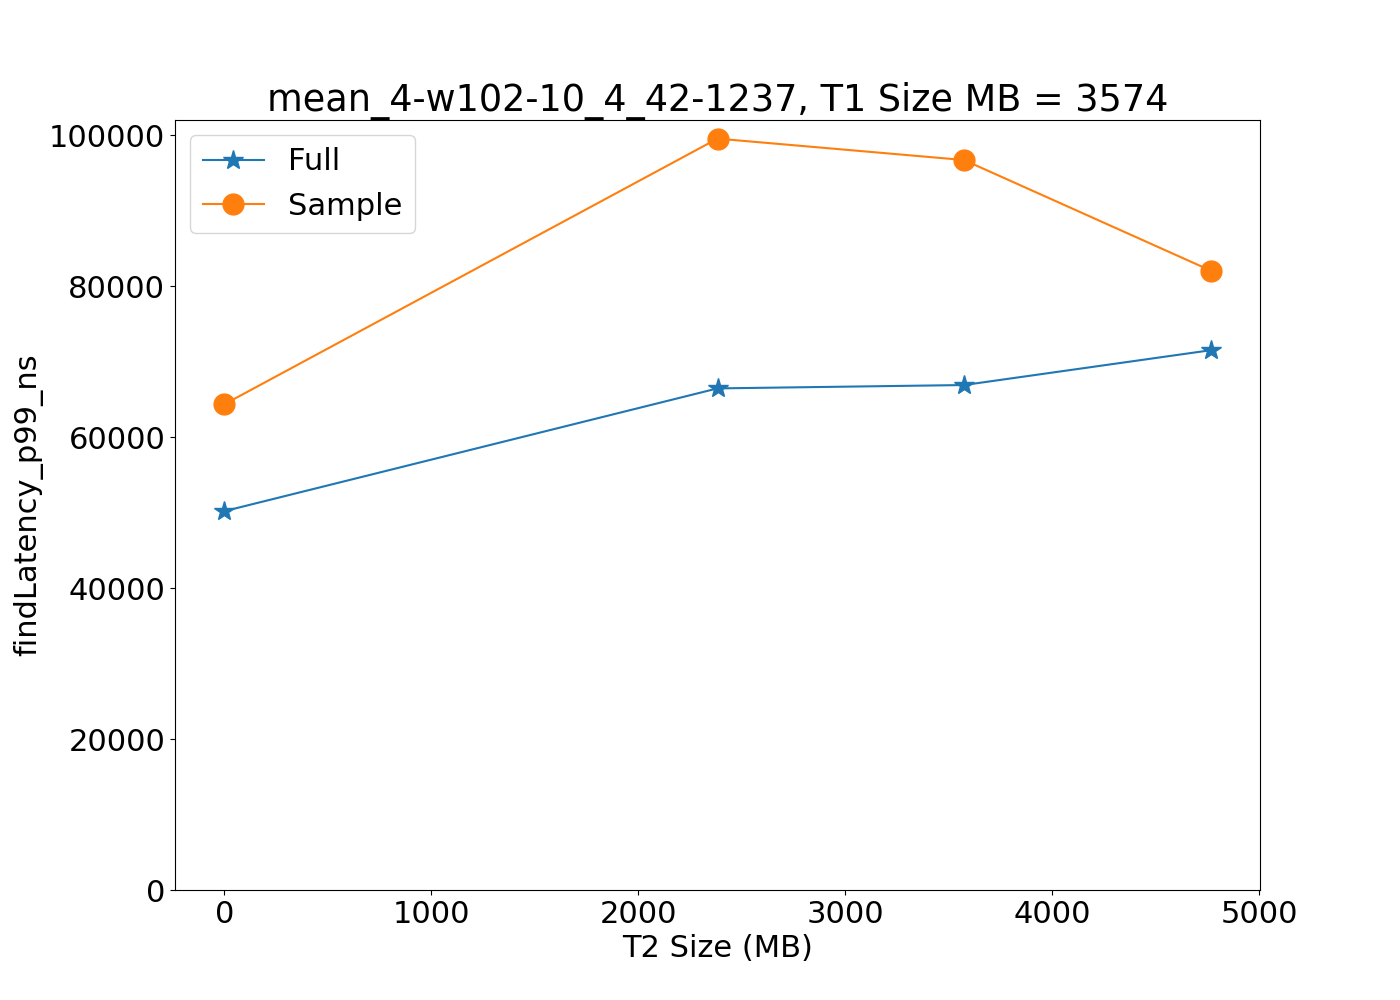 mean_4-w102-10_4_42-1237, T1 Size MB = 3574
Full
Sample
100000
80000
60000
40000
20000
0
findLatency_p99_ns
0 1000 2000 3000 4000 5000
T2 Size (MB)